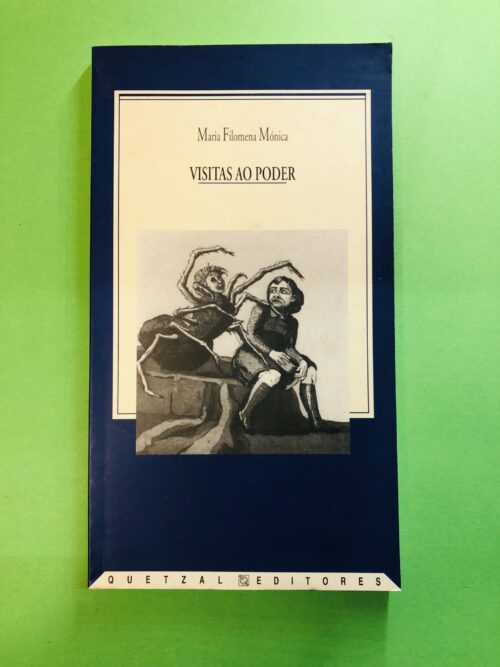 Maria Filomena Mónica
VISITAS AO PODER
QUETZAL EDITORES